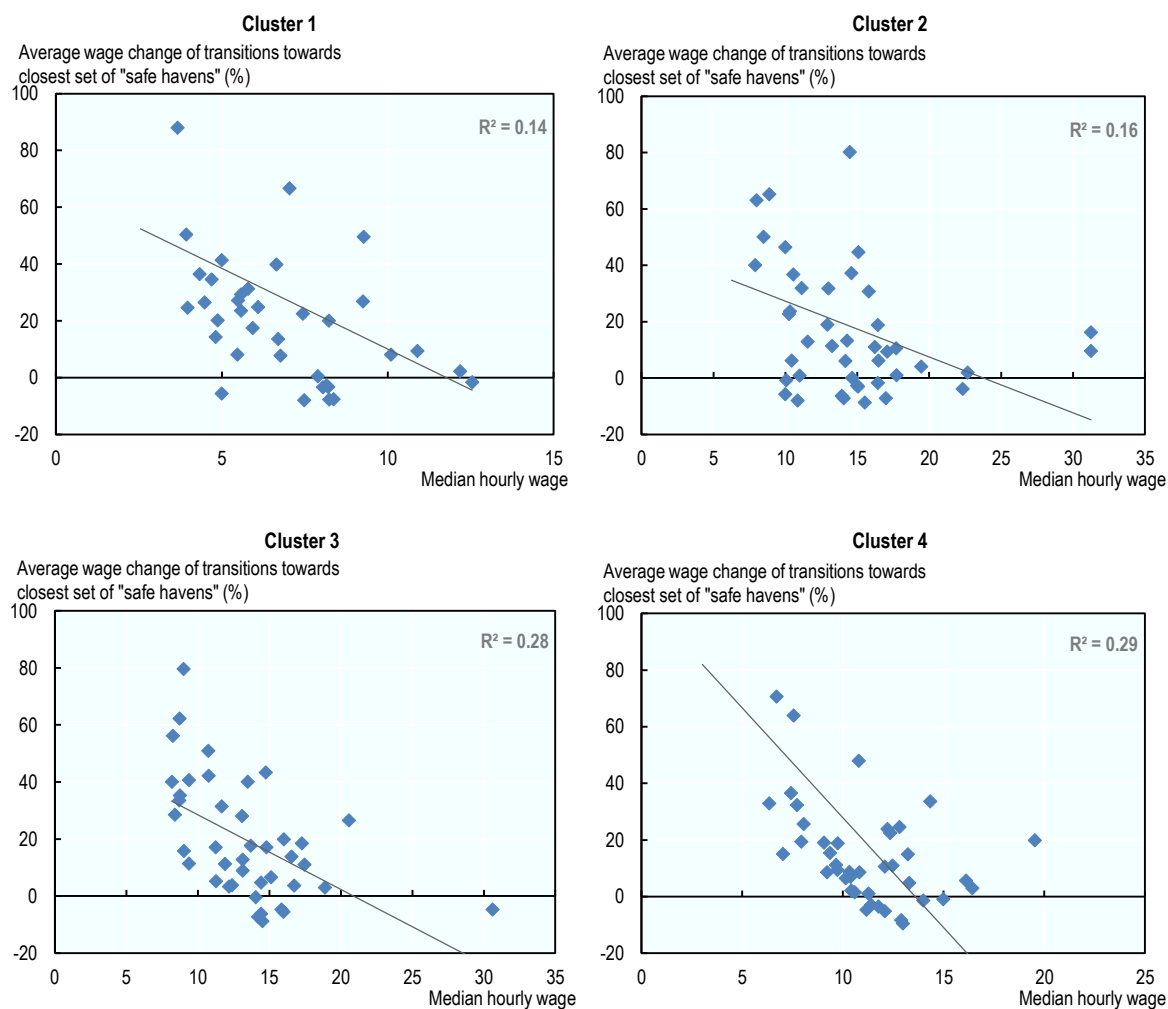 Cluster 1
Average wage change of transitions towards
closest set of "safe havens" (%)
100
80
60
40
20
0
-20
R² = 0.14
0 5 10 15
Median hourly wage
Cluster 2
Average wage change of transitions towards
closest set of "safe havens" (%)
100
80
60
40
20
0
-20
R² = 0.16
0 5 10 15 20 25 30 35
Median hourly wage
Cluster 3
Average wage change of transitions towards
closest set of "safe havens" (%)
100
80
60
40
20
0
-20
R² = 0.28
0 5 10 15 20 25 30 35
Median hourly wage
Cluster 4
Average wage change of transitions towards
closest set of "safe havens" (%)
100
80
60
40
20
0
-20
R² = 0.29
0 5 10 15 20 25
Median hourly wage